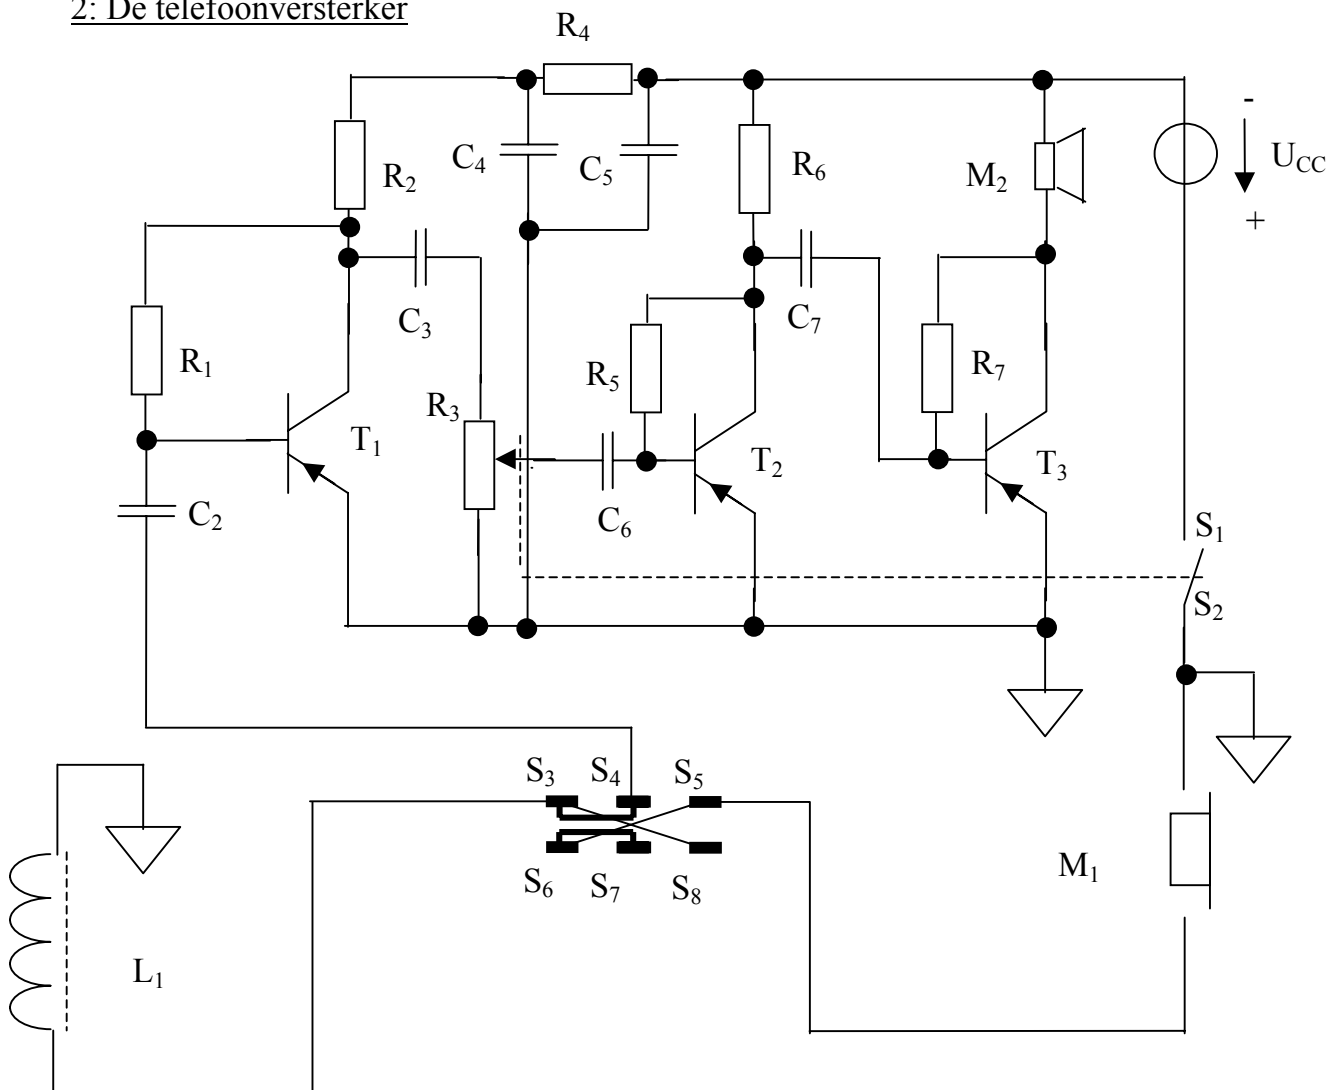 2: De telefoonversterker
R4
C4
C5
R6
M2
-
UCC
+
R2
C3
C7
R1
R5
R7
R3
T1
T2
T3
C2
C6
S1
S2
S3 S4 S5
S6 S7 S8
M1
L1